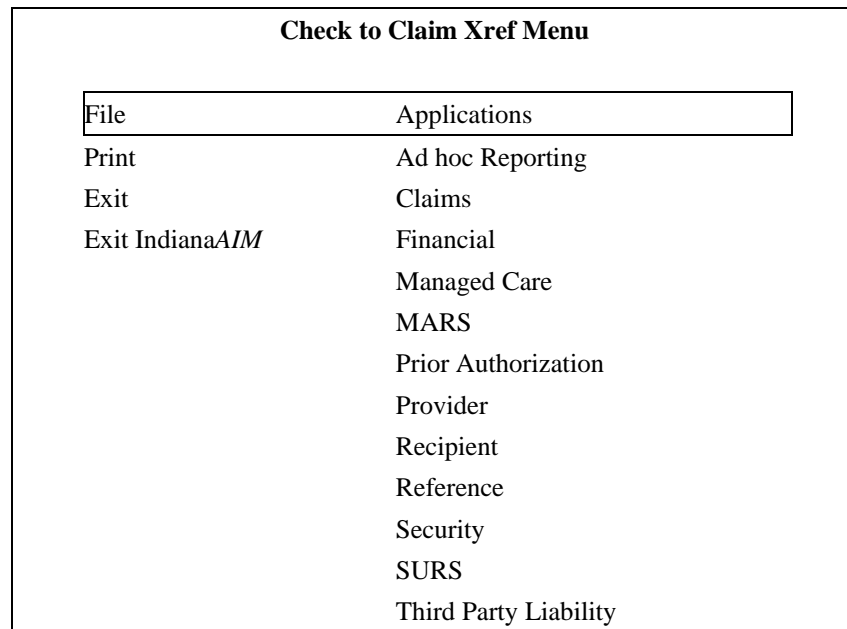 Check to Claim Xref Menu
File Applications
Print Ad hoc Reporting
Exit Claims
Exit IndianaAIM Financial
Managed Care
MARS
Prior Authorization
Provider
Recipient
Reference
Security
SURS
Third Party Liability